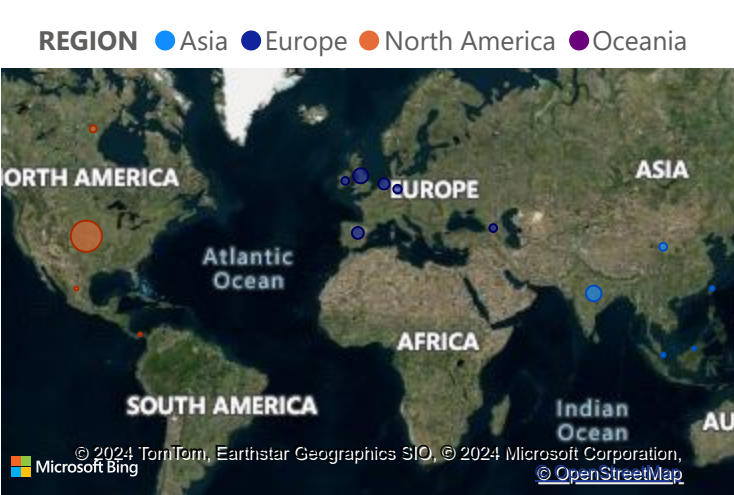 REGION Asia Europe North America Oceania
ORTH AMERICA
ASIA
EUROPE
Atlantic
Ocean
AFRICA
SOUTH AMERICA
Indian
Ocean
AU
© 2024 TomTom, Earthstar Geographics SIO, © 2024 Microsoft Corporation,
Microsoft Bing
© OpenStreetMap